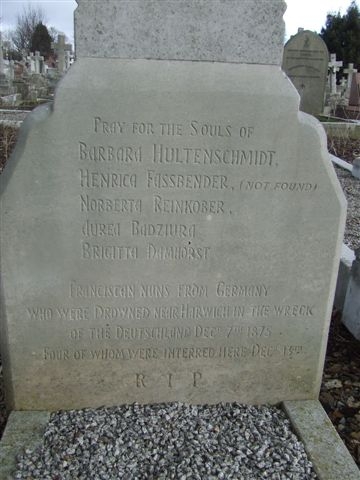 PRAY FOR THE SOULS OF
BARBARA HULTENSCHMIDT,
HENRICA FASSBENDER, (NOT FOUND)
NORBERTA REINKOBER,
AUREA BADZIURA,
BRIGITTA DAMHORST.
FRANCISCAN NUNS FROM GERMANY
WHO WERE DROWNED NEAR HARWICH IN THE WRECK
OF THE DEUTSCHLAND DECR 7TH 1875.
FOUR OF WHOM WERE INTERRED HERE DECR 13TH
R I P